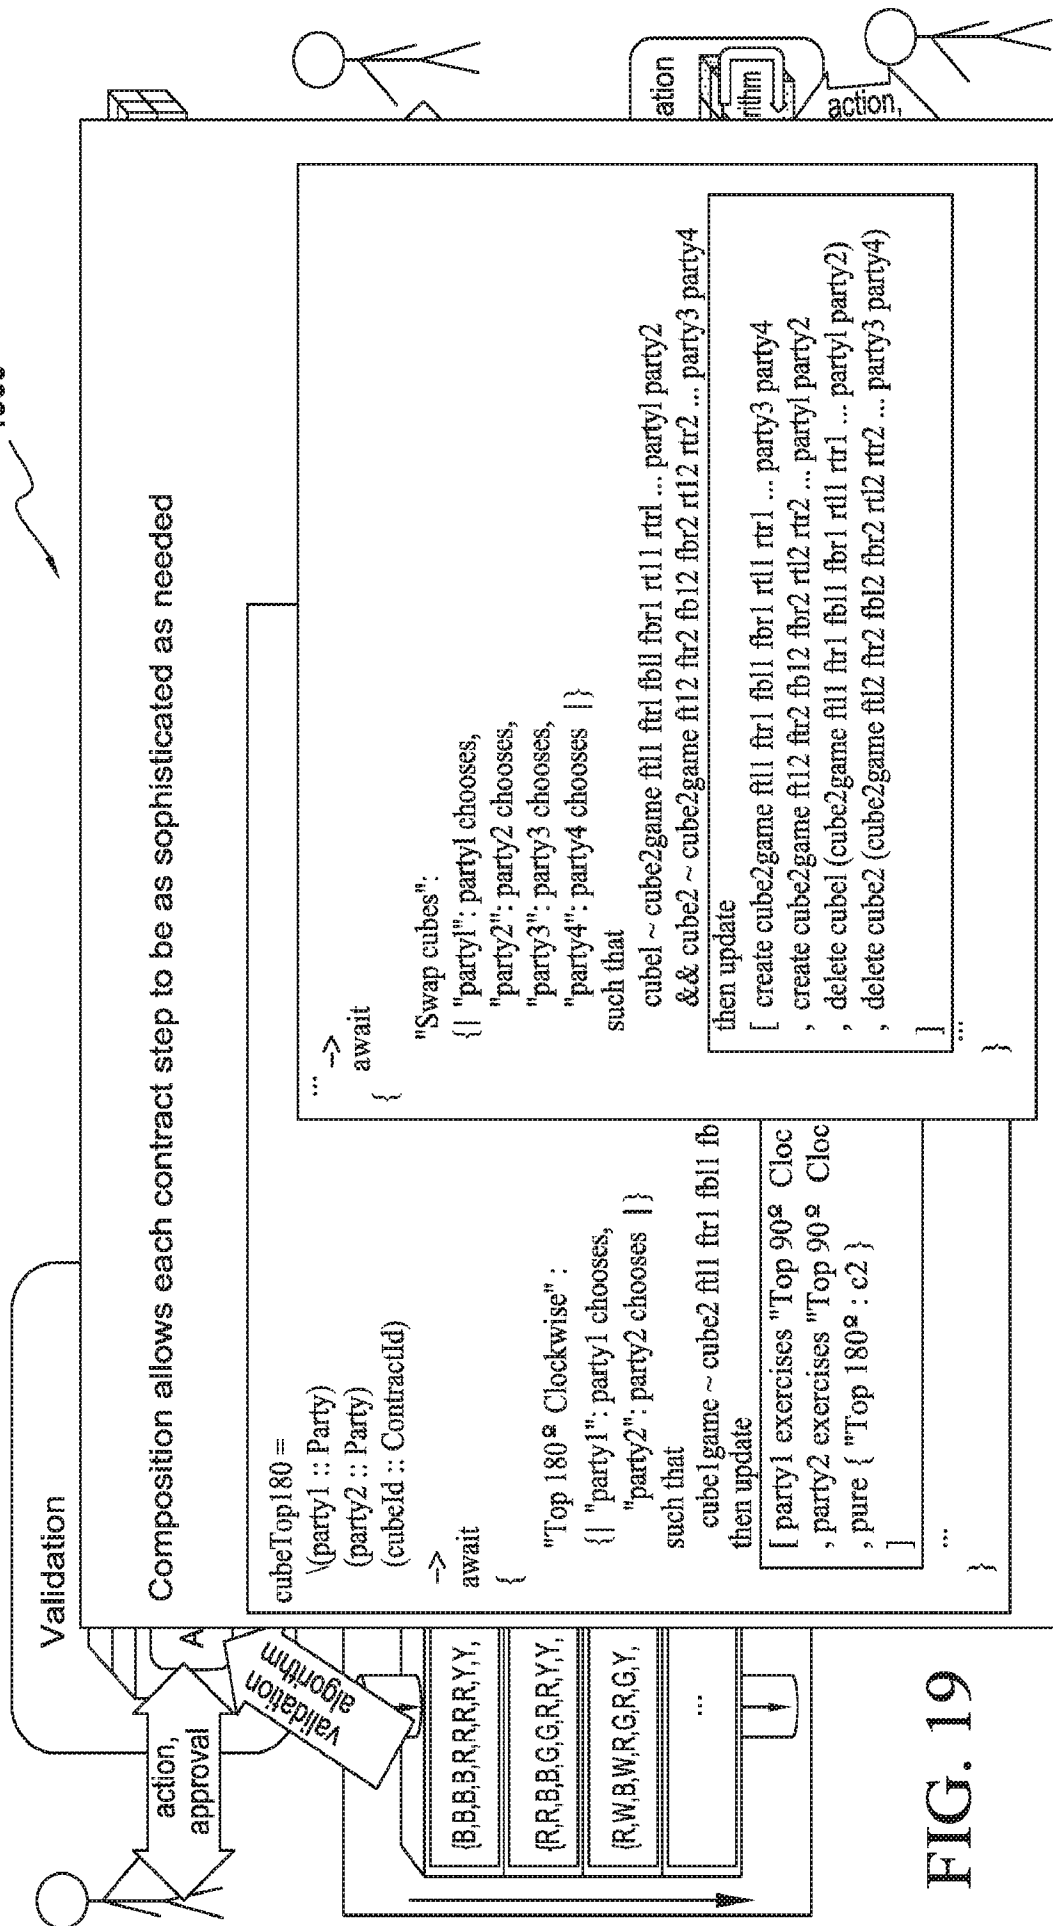 Validation
action,
approval
validation
algorithm
A
{B,B,B,B,R,R,R,Y,Y,
{R,R,B,B,G,G,R,R,Y,Y,
{R,W,B,W,R,G,R,G,Y,
...
Composition allows each contract step to be as sophisticated as needed
cubeTop180 =
\(party1 :: Party)
(party2 :: Party)
(cubeId :: ContractId)
->
await
{
"Top 180º Clockwise" :
{| "party1": party1 chooses,
"party2": party2 chooses |}
such that
cube1game ~ cube2 ftl1 ftr1 fbl1 fb
then update
[ party1 exercises "Top 90º Cloc
, party2 exercises "Top 90º Cloc
, pure { "Top 180º : c2 }
]
...
}
... ->
await
{
"Swap cubes":
{| "party1": party1 chooses,
"party2": party2 chooses,
"party3": party3 chooses,
"party4": party4 chooses |}
such that
cube1 ~ cube2game ftl1 ftr1 fbl1 fbr1 rtl1 rtr1 ... party1 party2
&& cube2 ~ cube2game ft12 ftr2 fb12 fbr2 rt12 rtr2 ... party3 party4
then update
[ create cube2game ftl1 ftr1 fbl1 fbr1 rtl1 rtr1 ... party3 party4
, create cube2game ft12 ftr2 fb12 fbr2 rtl2 rtr2 ... party1 party2
, delete cube1 (cube2game ftl1 ftr1 fbl1 fbr1 rtl1 rtr1 ... party1 party2)
, delete cube2 (cube2game ftl2 ftr2 fbl2 fbr2 rtl2 rtr2 ... party3 party4)
]
...
}
ation
rithm
action,
FIG. 19